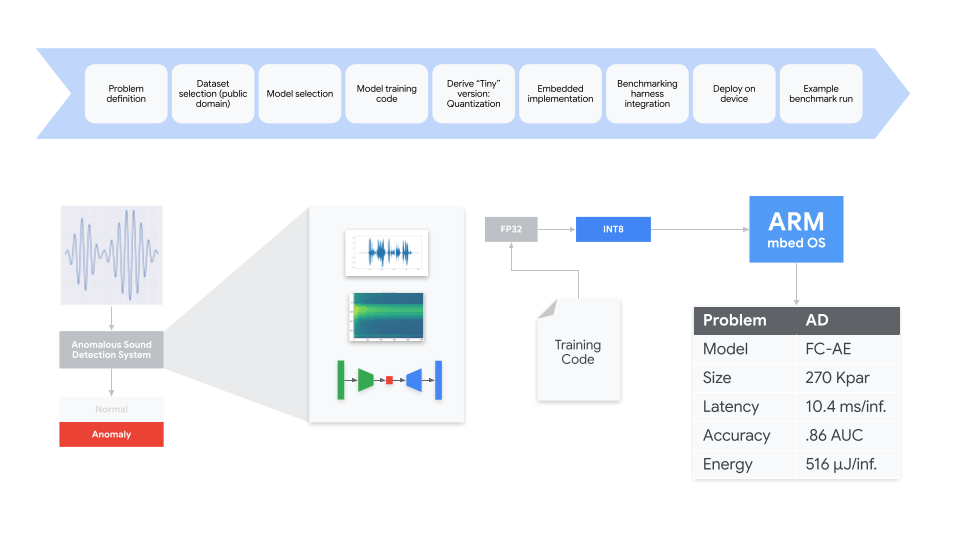 Problem
definition
Dataset
selection (public
domain)
Model selection
Model training
code
Derive “Tiny”
version:
Quantization
Embedded
implementation
Benchmarking
harness
integration
Deploy on
device
Example
benchmark run
Anomalous Sound
Detection System
Normal
Anomaly
FP32
INT8
Training
Code
ARM
mbed OS
Problem AD
Model FC-AE
Size 270 Kpar
Latency 10.4 ms/inf.
Accuracy .86 AUC
Energy 516 µJ/inf.